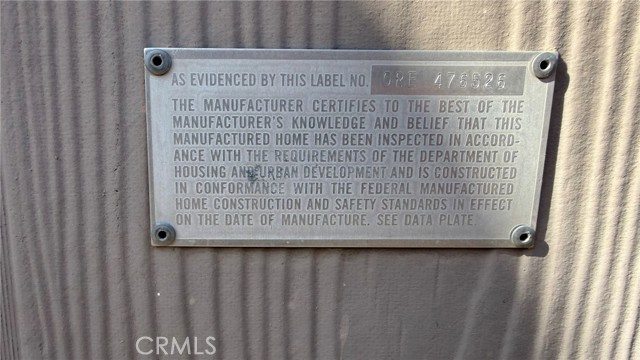 AS EVIDENCED BY THIS LABEL NO. ORE 476526
THE MANUFACTURER CERTIFIES TO THE BEST OF THE
MANUFACTURER'S KNOWLEDGE AND BELIEF THAT THIS
MANUFACTURED HOME HAS BEEN INSPECTED IN ACCORD-
ANCE WITH THE REQUIREMENTS OF THE DEPARTMENT OF
HOUSING AND URBAN DEVELOPMENT AND IS CONSTRUCTED
IN CONFORMANCE WITH THE FEDERAL MANUFACTURED
HOME CONSTRUCTION AND SAFETY STANDARDS IN EFFECT
ON THE DATE OF MANUFACTURE. SEE DATA PLATE.
CRMLS